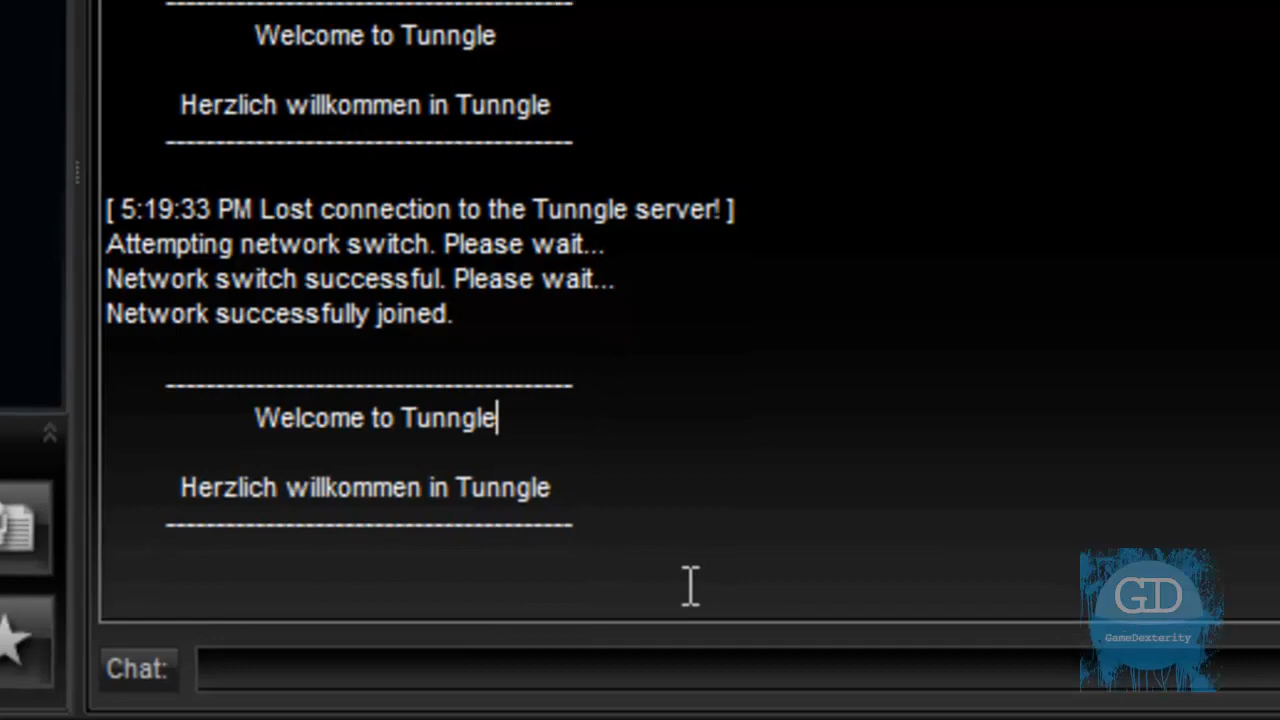 Welcome to Tunngle
Herzlich willkommen in Tunngle
[ 5:19:33 PM Lost connection to the Tunngle server! ]
Attempting network switch. Please wait...
Network switch successful. Please wait...
Network successfully joined.
Welcome to Tunngle
Herzlich willkommen in Tunngle
GD
GameDexterity
Chat: